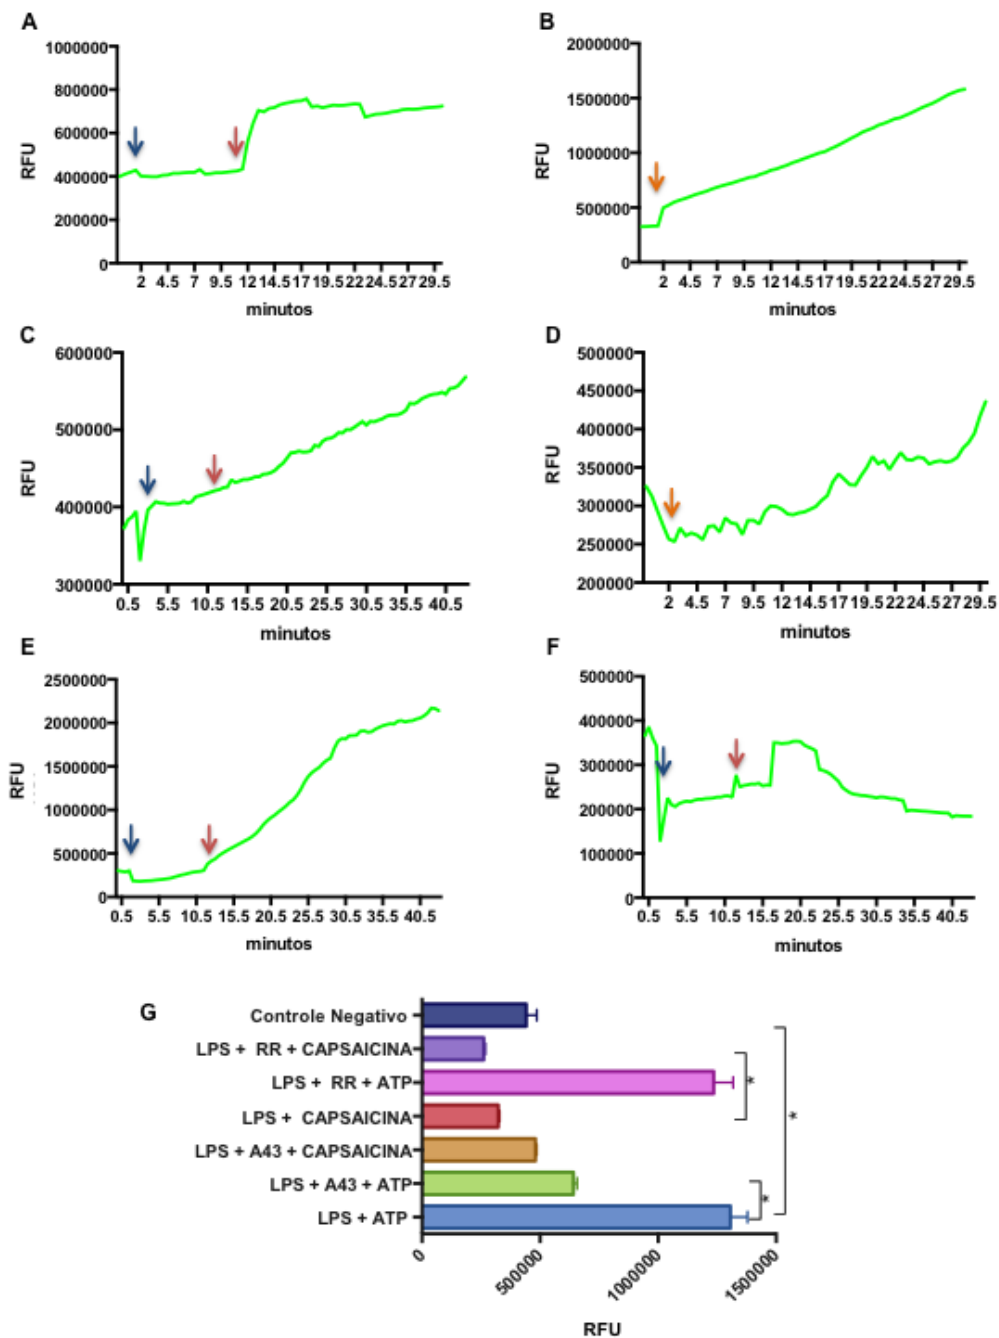 A
1000000
800000
600000
400000
200000
0
RFU
2 4.5 7 9.5 12 14.5 17 19.5 22 24.5 27 29.5
minutos
B
2000000
1500000
1000000
500000
0
RFU
2 4.5 7 9.5 12 14.5 17 19.5 22 24.5 27 29.5
minutos
C
600000
500000
400000
300000
RFU
0.5 5.5 10.5 15.5 20.5 25.5 30.5 35.5 40.5
minutos
D
500000
450000
400000
350000
300000
250000
200000
RFU
2 4.5 7 9.5 12 14.5 17 19.5 22 24.5 27 29.5
minutos
E
2500000
2000000
1500000
1000000
500000
0
RFU
0.5 5.5 10.5 15.5 20.5 25.5 30.5 35.5 40.5
minutos
F
500000
400000
300000
200000
100000
0
RFU
0.5 5.5 10.5 15.5 20.5 25.5 30.5 35.5 40.5
minutos
G
Controle Negativo
LPS + RR + CAPSAICINA
LPS + RR + ATP
LPS + CAPSAICINA
LPS + A43 + CAPSAICINA
LPS + A43 + ATP
LPS + ATP
*
*
*
0 500000 1000000 1500000
RFU